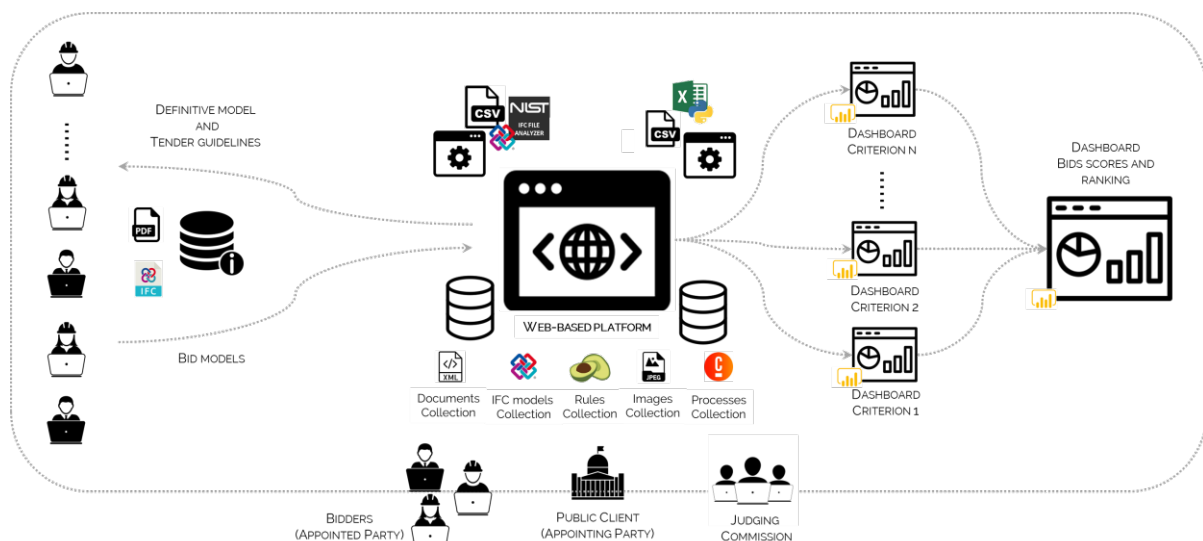 DEFINITIVE MODEL
AND
TENDER GUIDELINES
PDF
IFC
BID MODELS
CSV
NIST
IFC FILE
ANALYZER
CSV
WEB-BASED PLATFORM
XML
JPEG
Documents
Collection
IFC models
Collection
Rules
Collection
Images
Collection
Processes
Collection
DASHBOARD
CRITERION N
DASHBOARD
CRITERION 2
DASHBOARD
CRITERION 1
DASHBOARD
BIDS SCORES AND
RANKING
BIDDERS
(APPOINTED PARTY)
PUBLIC CLIENT
(APPOINTING PARTY)
JUDGING
COMMISSION